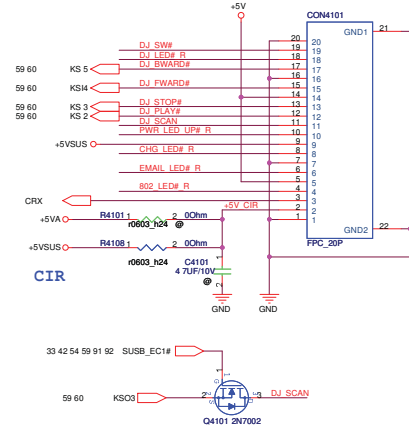 +5V
CON4101
GND1 21
20 20
DJ_SW# 19 19
DJ_LED#_R 18 18
59 60 KS 5 DJ_BWARD# 17 17
16 16
59 60 KSI4 DJ_FWARD# 15 15
14 14
59 60 KS 3 DJ_STOP# 13 13
59 60 KS 2 DJ_PLAY# 12 12
DJ_SCAN 11 11
PWR_LED_UP#_R 10 10
+5VSUS 9 9
CHG_LED#_R 8 8
7 7
EMAIL_LED#_R 6 6
5 5
802_LED#_R 4 4
CRX 3 3
+5V_CIR 2 2
+5VA R4101 1 2 0Ohm 1 1
r0603_h24 @
GND2 22
FPC_20P
+5VSUS R4108 1 2 0Ohm
r0603_h24
C4101
4 7UF/10V
@
1
2
CIR
GND GND
33 42 54 59 91 92 SUSB_EC1#
1
G
59 60 KSO3 2 S D 3 DJ_SCAN
Q4101 2N7002